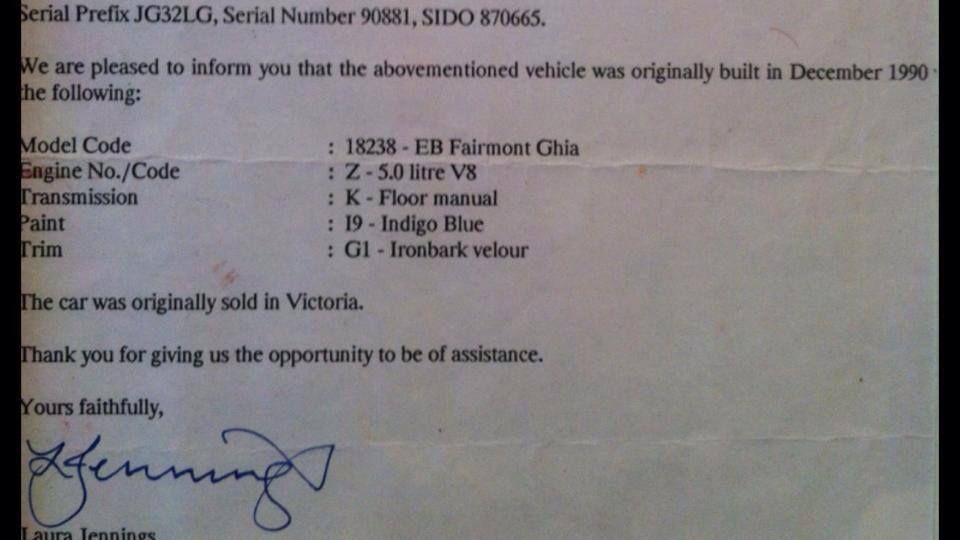 Serial Prefix JG32LG, Serial Number 90881, SIDO 870665.
We are pleased to inform you that the abovementioned vehicle was originally built in December 1990
the following:
Model Code : 18238 - EB Fairmont Ghia
Engine No./Code : Z - 5.0 litre V8
Transmission : K - Floor manual
Paint : I9 - Indigo Blue
Trim : G1 - Ironbark velour
The car was originally sold in Victoria.
Thank you for giving us the opportunity to be of assistance.
Yours faithfully,
LJennings
Laura Jennings